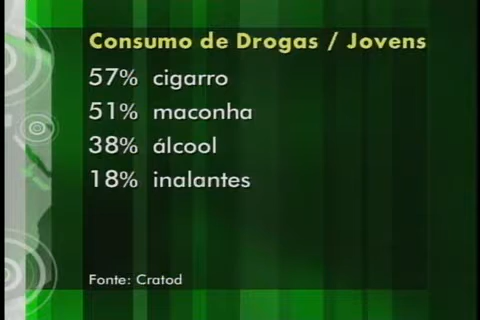 Consumo de Drogas / Jovens
57% cigarro
51% maconha
38% álcool
18% inalantes
Fonte: Cratod